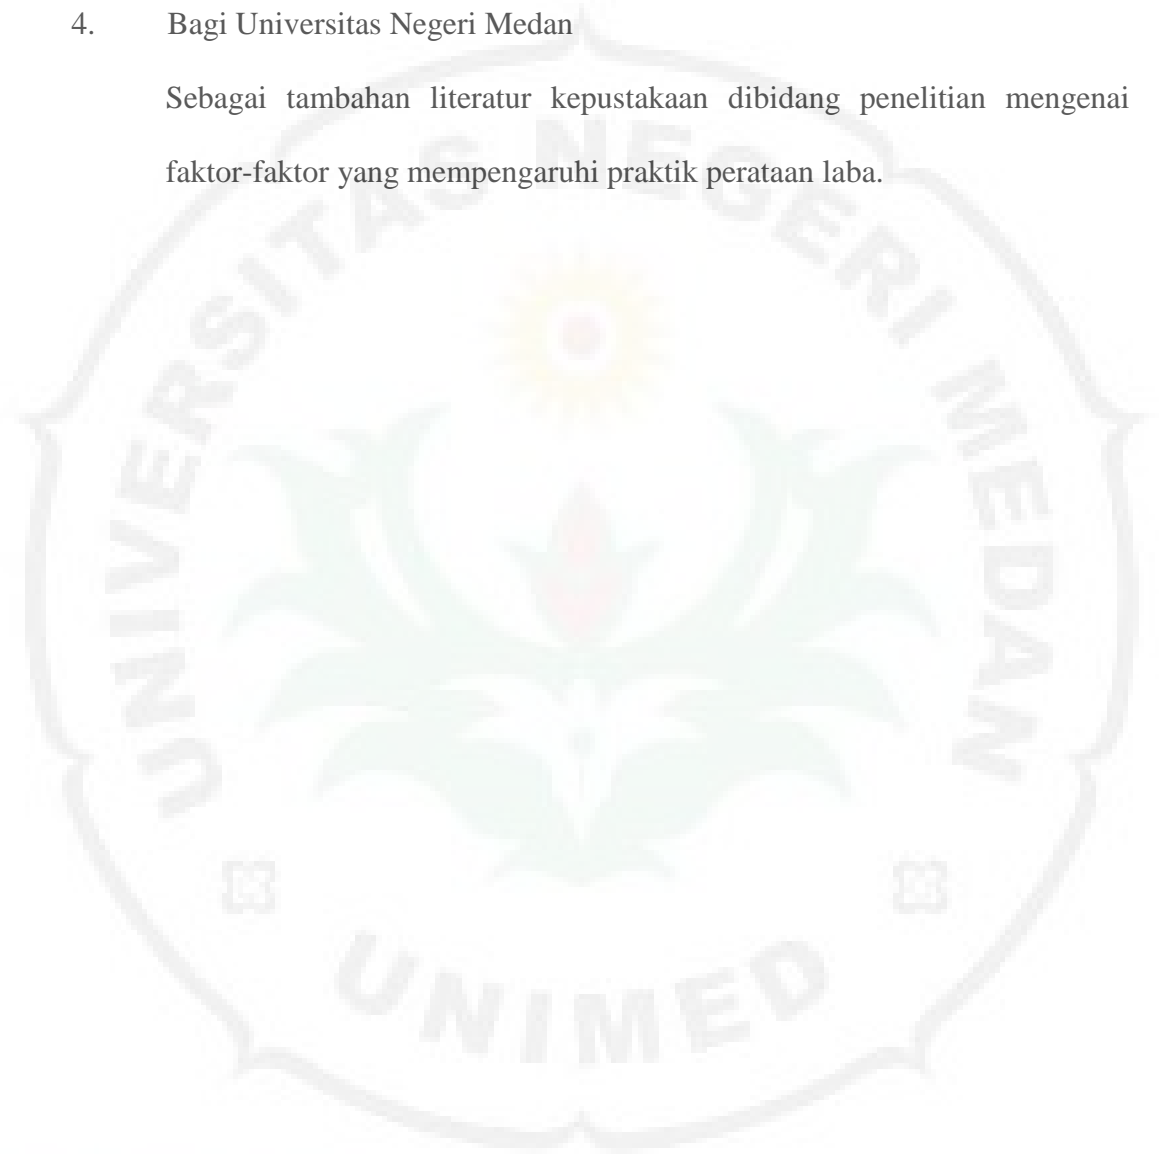 4. Bagi Universitas Negeri Medan
Sebagai tambahan literatur kepustakaan dibidang penelitian mengenai
faktor-faktor yang mempengaruhi praktik perataan laba.
UNIVERSITAS NEGERI MEDAN
UNIMED